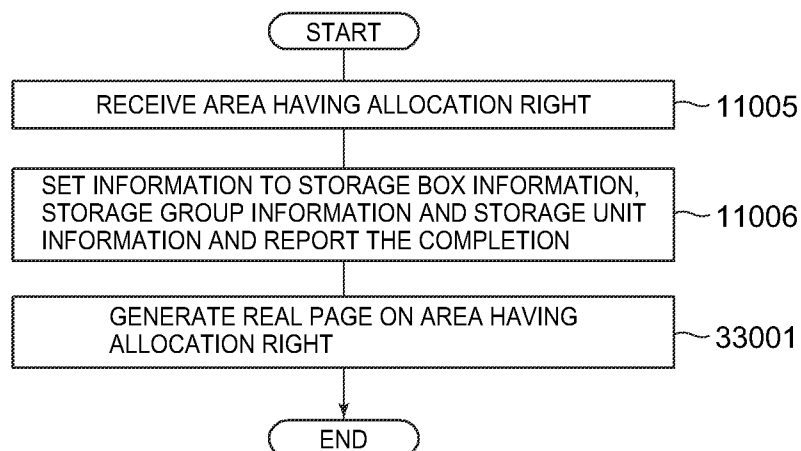 START
RECEIVE AREA HAVING ALLOCATION RIGHT
11005
SET INFORMATION TO STORAGE BOX INFORMATION,
STORAGE GROUP INFORMATION AND STORAGE UNIT
INFORMATION AND REPORT THE COMPLETION
11006
GENERATE REAL PAGE ON AREA HAVING
ALLOCATION RIGHT
33001
END